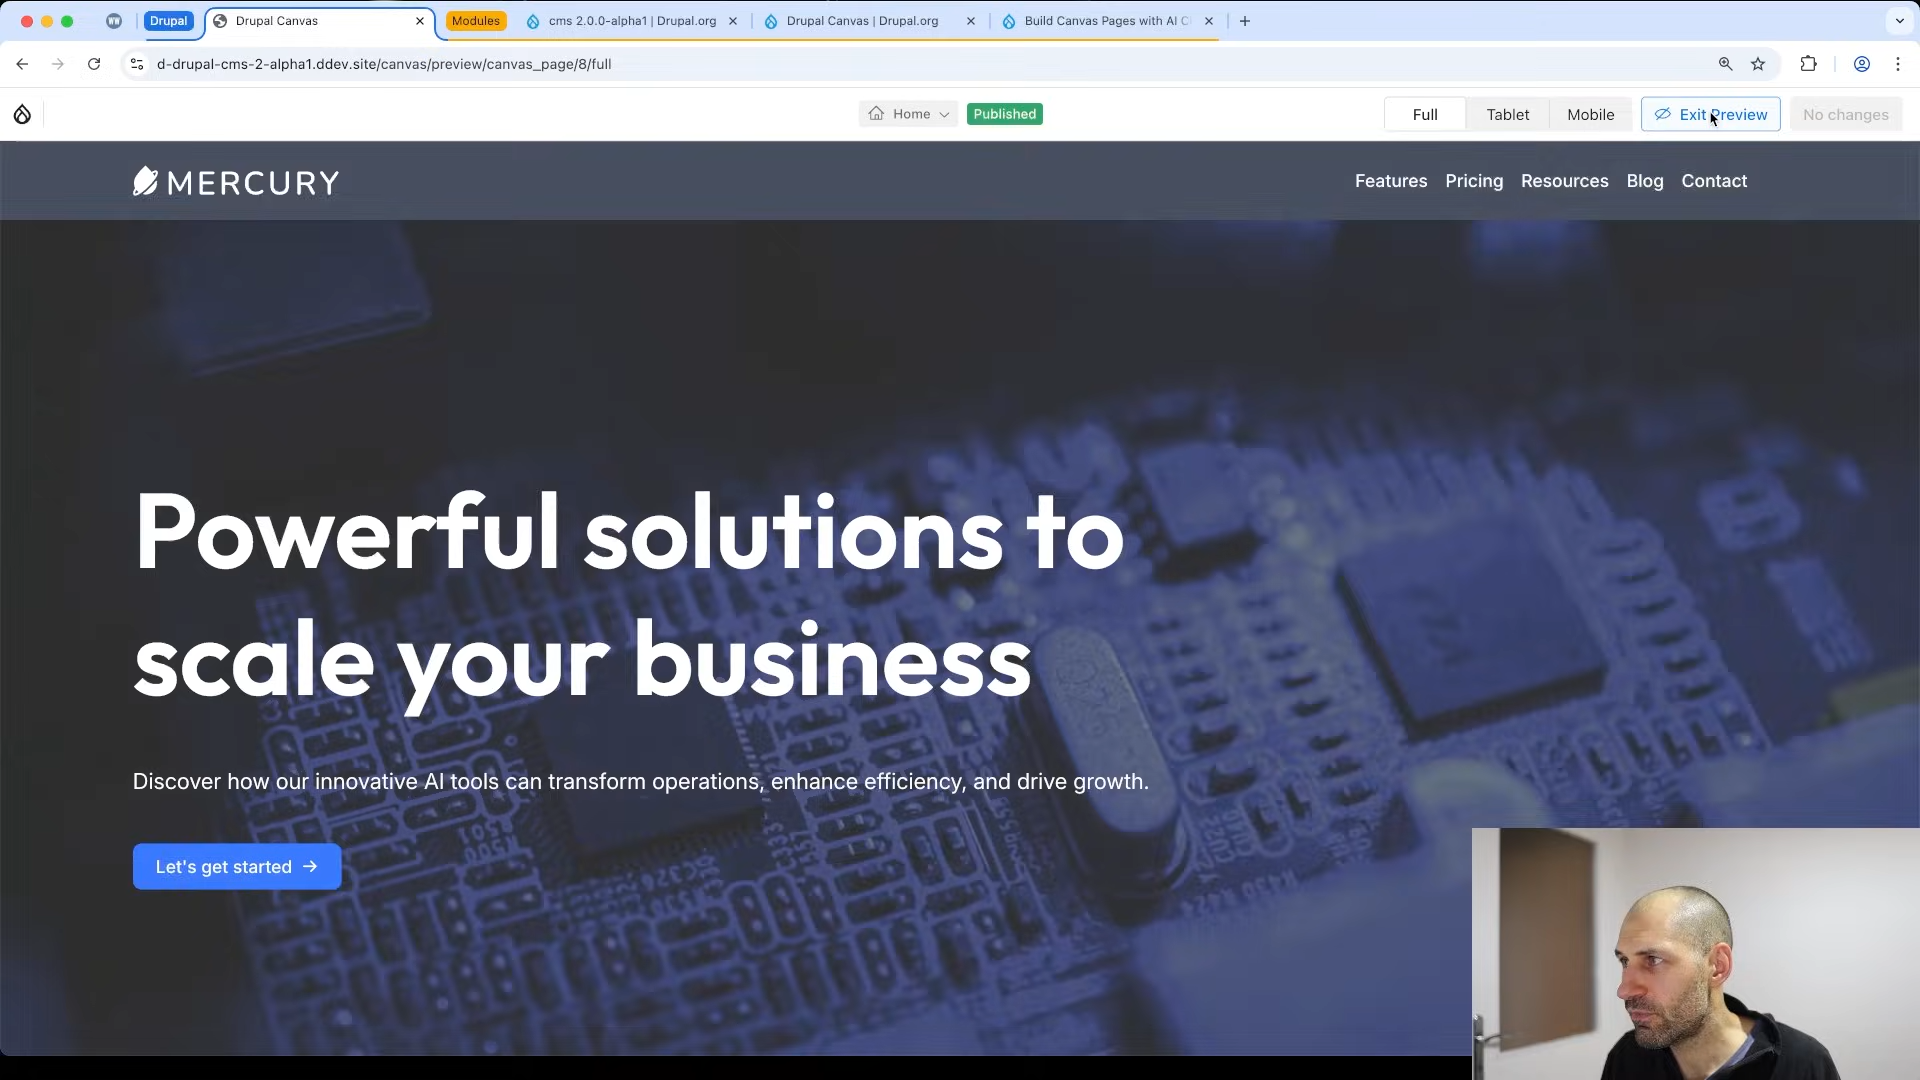 Drupal
Drupal Canvas
Modules
cms 2.0.0-alpha1 | Drupal.org
Drupal Canvas | Drupal.org
Build Canvas Pages with AI C
d-drupal-cms-2-alpha1.ddev.site/canvas/preview/canvas_page/8/full
Home
Published
Full
Tablet
Mobile
Exit Preview
No changes
MERCURY
Features
Pricing
Resources
Blog
Contact
Powerful solutions to
scale your business
Discover how our innovative AI tools can transform operations, enhance efficiency, and drive growth.
Let's get started →